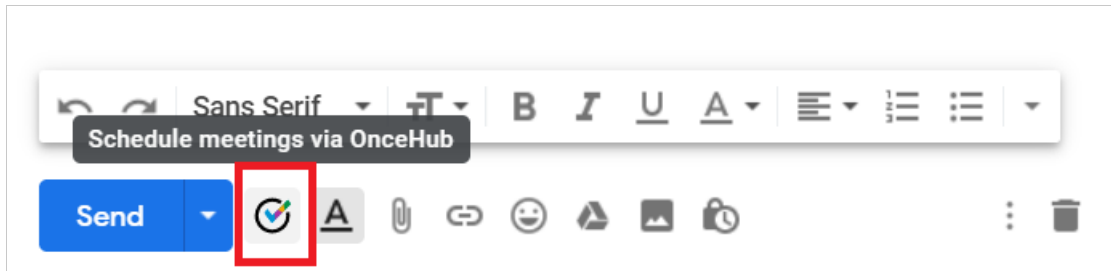 Sans Serif
B I U A
Schedule meetings via OnceHub
Send A